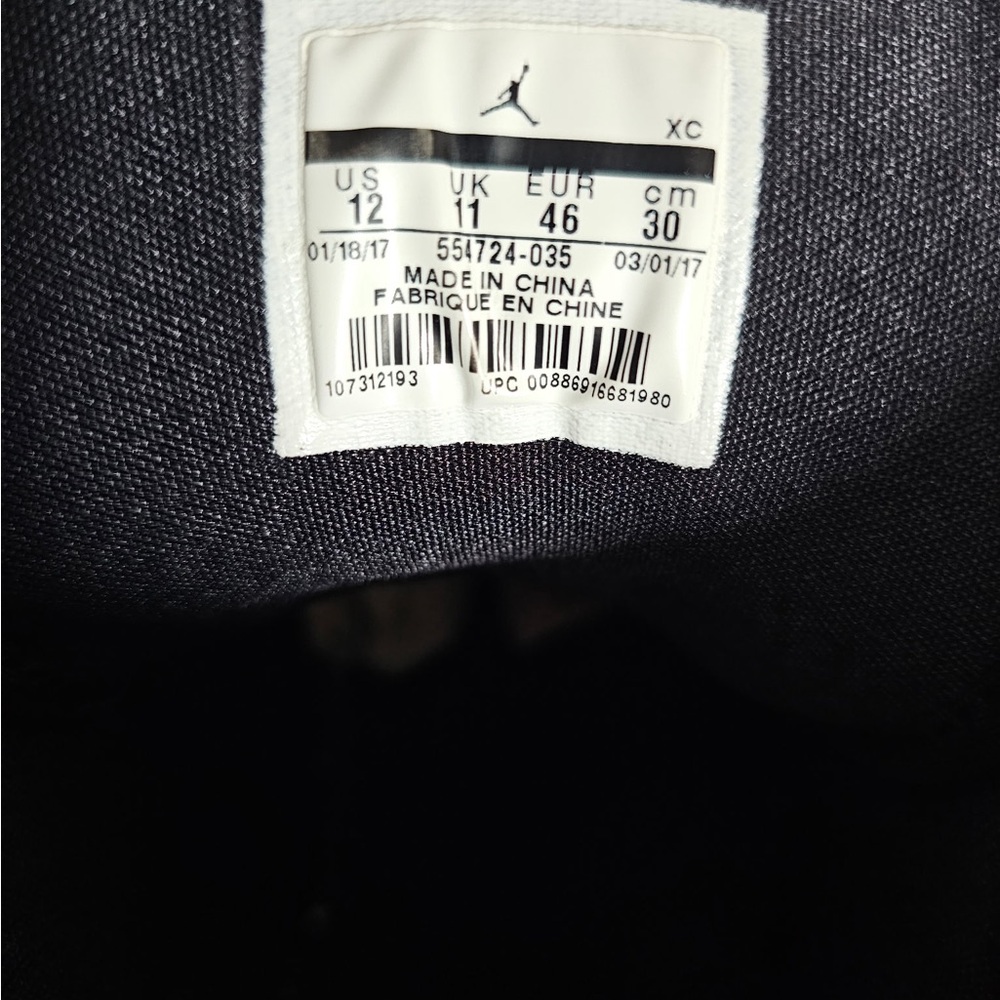 XC
US UK EUR cm
12 11 46 30
01/18/17 554724-035 03/01/17
MADE IN CHINA
FABRIQUE EN CHINE
107312193 UPC 00886916681980